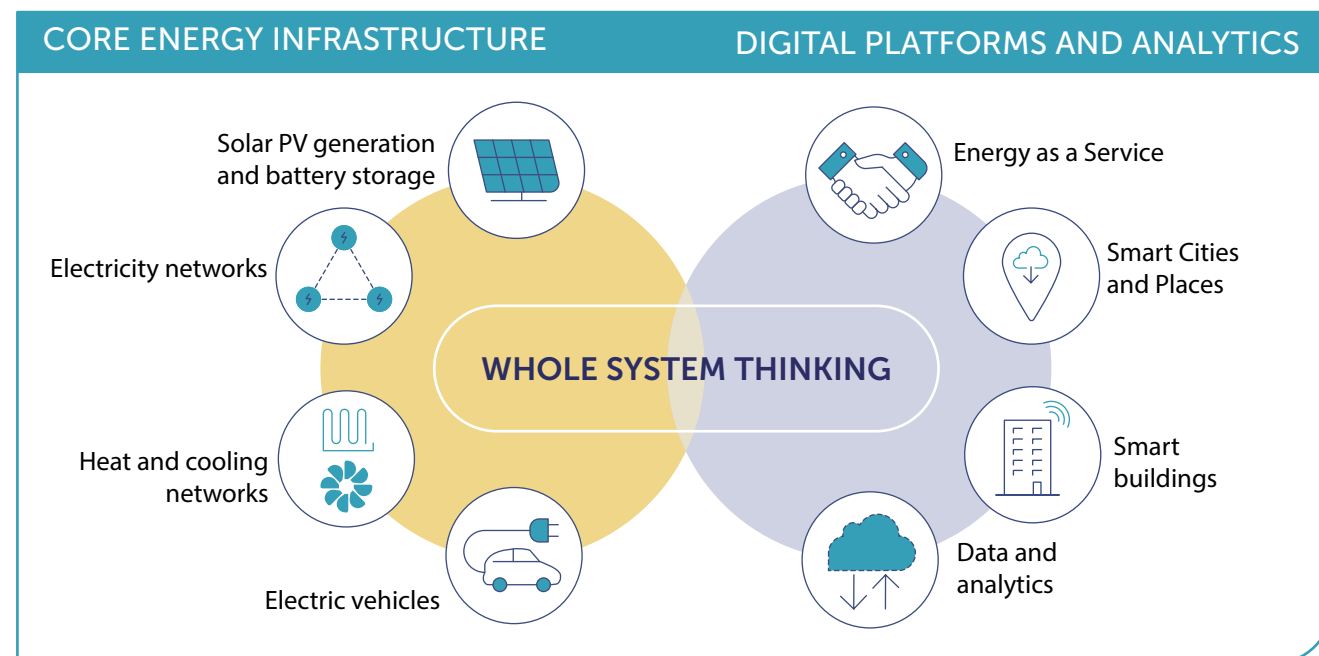 CORE ENERGY INFRASTRUCTURE
DIGITAL PLATFORMS AND ANALYTICS
Solar PV generation
and battery storage
Electricity networks
Heat and cooling
networks
Electric vehicles
WHOLE SYSTEM THINKING
Energy as a Service
Smart Cities
and Places
Smart
buildings
Data and
analytics